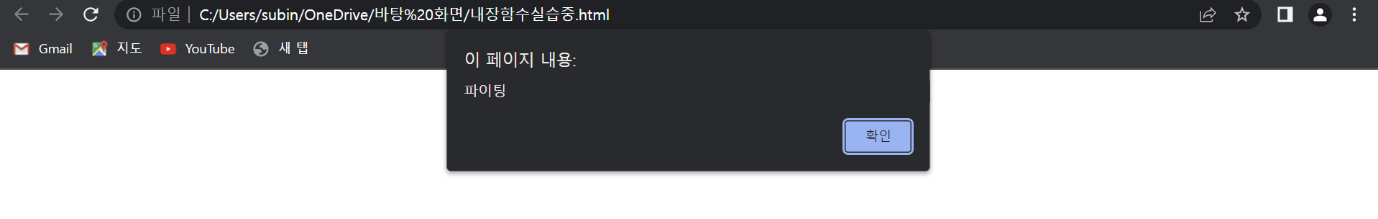 파일 | C:/Users/subin/OneDrive/바탕%20화면/내장함수실습중.html
Gmail 지도 YouTube 새 탭
이 페이지 내용:
파이팅
확인